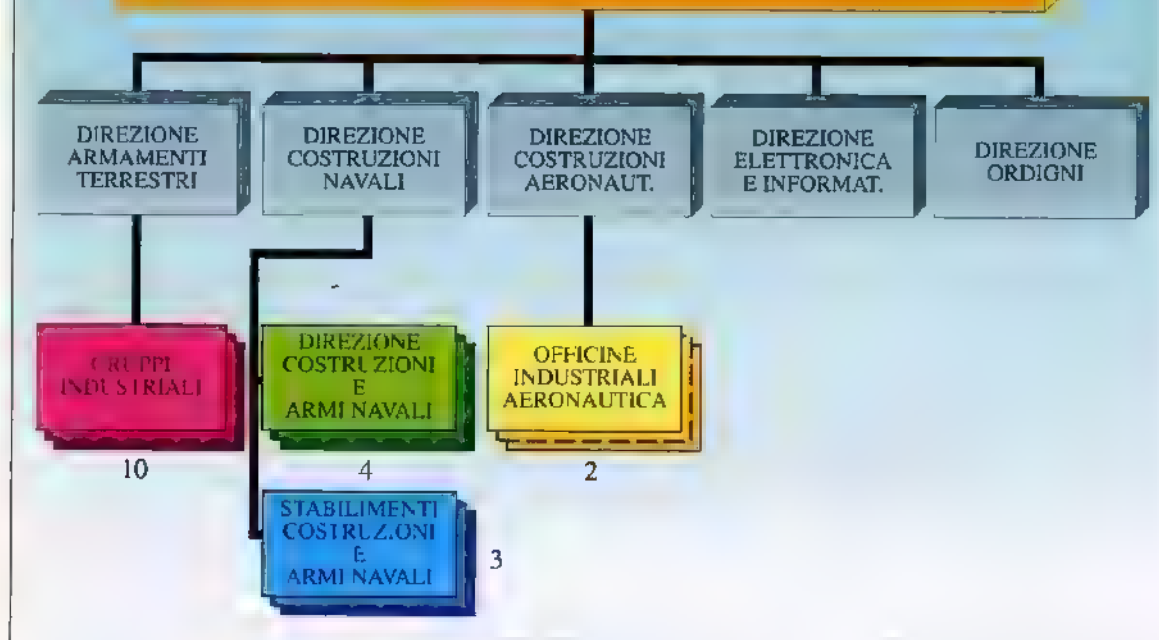 DIREZIONE
ARMAMENTI
TERRESTRI
DIREZIONE
COSTRUZIONI
NAVALI
DIREZIONE
COSTRUZIONI
AERONAUT.
DIREZIONE
ELETTRONICA
E INFORMAT.
DIREZIONE
ORDIGNI
GRUPPI
INDUSTRIALI
10
DIREZIONE
COSTRUZIONI
E
ARMI NAVALI
4
OFFICINE
INDUSTRIALI
AERONAUTICA
2
STABILIMENTI
COSTRUZIONI
E
ARMI NAVALI
3